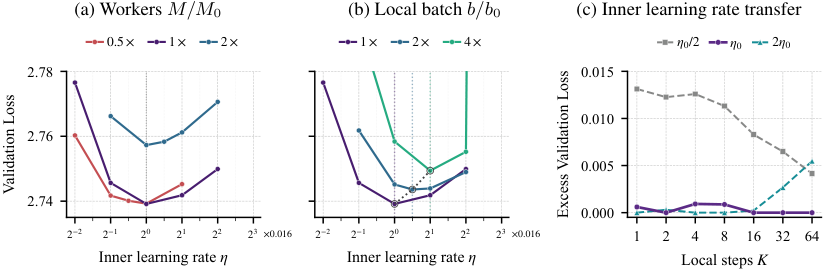 (a) Workers M/M₀
0.5× 1× 2×
Validation Loss
2.78
2.76
2.74
2⁻² 2⁻¹ 2⁰ 2¹ 2² 2³ ×0.016
Inner learning rate η
(b) Local batch b/b₀
1× 2× 4×
2⁻² 2⁻¹ 2⁰ 2¹ 2² 2³ ×0.016
Inner learning rate η
(c) Inner learning rate transfer
η₀/2 η₀ 2η₀
Excess Validation Loss
0.015
0.010
0.005
0.000
1 2 4 8 16 32 64
Local steps K